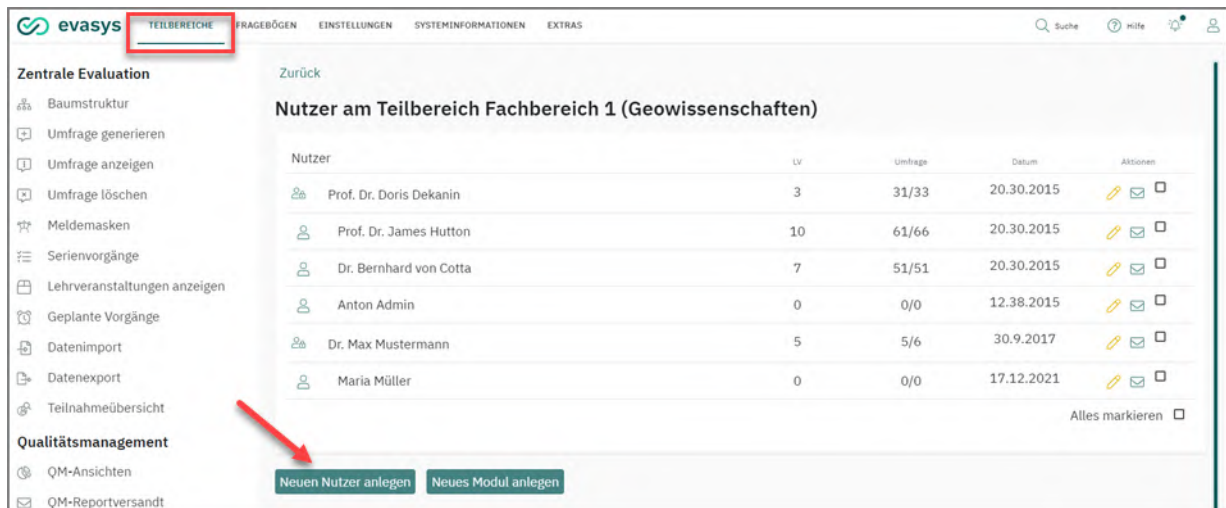 evasys TEILBEREICHE FRAGEBÖGEN EINSTELLUNGEN SYSTEMINFORMATIONEN EXTRAS Suche Hilfe
Zentrale Evaluation
Baumstruktur
Umfrage generieren
Umfrage anzeigen
Umfrage löschen
Meldemasken
Serienvorgänge
Lehrveranstaltungen anzeigen
Geplante Vorgänge
Datenimport
Datenexport
Teilnahmeübersicht
Qualitätsmanagement
QM-Ansichten
QM-Reportversandt
Zurück
Nutzer am Teilbereich Fachbereich 1 (Geowissenschaften)
Nutzer LV Umfrage Datum Aktionen
Prof. Dr. Doris Dekanin 3 31/33 20.30.2015
Prof. Dr. James Hutton 10 61/66 20.30.2015
Dr. Bernhard von Cotta 7 51/51 20.30.2015
Anton Admin 0 0/0 12.38.2015
Dr. Max Mustermann 5 5/6 30.9.2017
Maria Müller 0 0/0 17.12.2021
Alles markieren
Neuen Nutzer anlegen Neues Modul anlegen